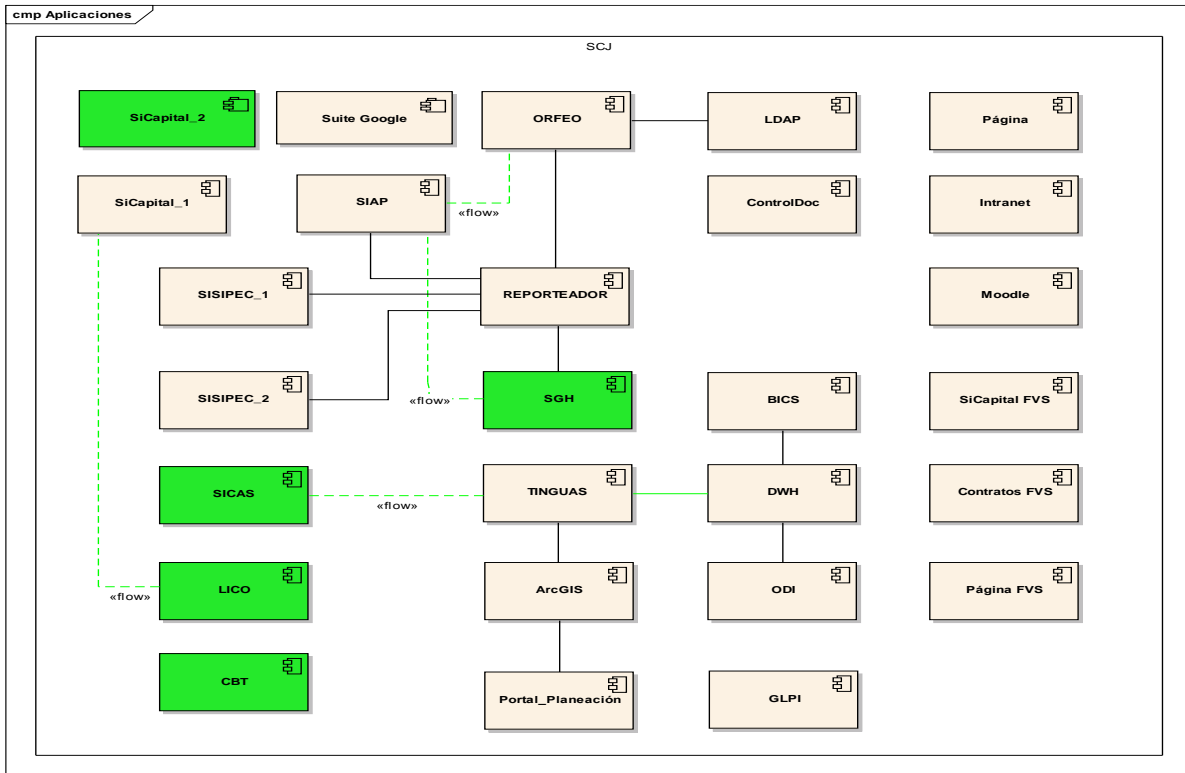 cmp Aplicaciones
SCJ
SiCapital_2
Suite Google
ORFEO
LDAP
Página
SiCapital_1
SIAP
«flow»
ControlDoc
Intranet
SISIPEC_1
REPORTEADOR
Moodle
SISIPEC_2
«flow»
SGH
BICS
SiCapital FVS
SICAS
«flow»
TINGUAS
DWH
Contratos FVS
«flow»
LICO
ArcGIS
ODI
Página FVS
CBT
Portal_Planeación
GLPI